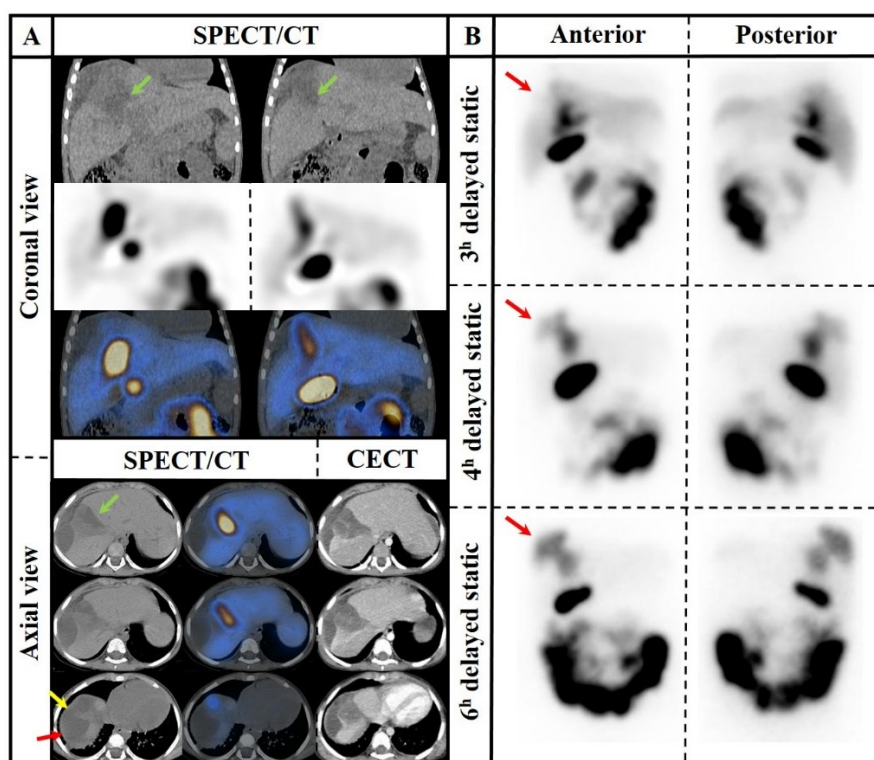 A
SPECT/CT
B
Anterior
Posterior
Coronal view
3h delayed static
4h delayed static
SPECT/CT
CECT
Axial view
6h delayed static